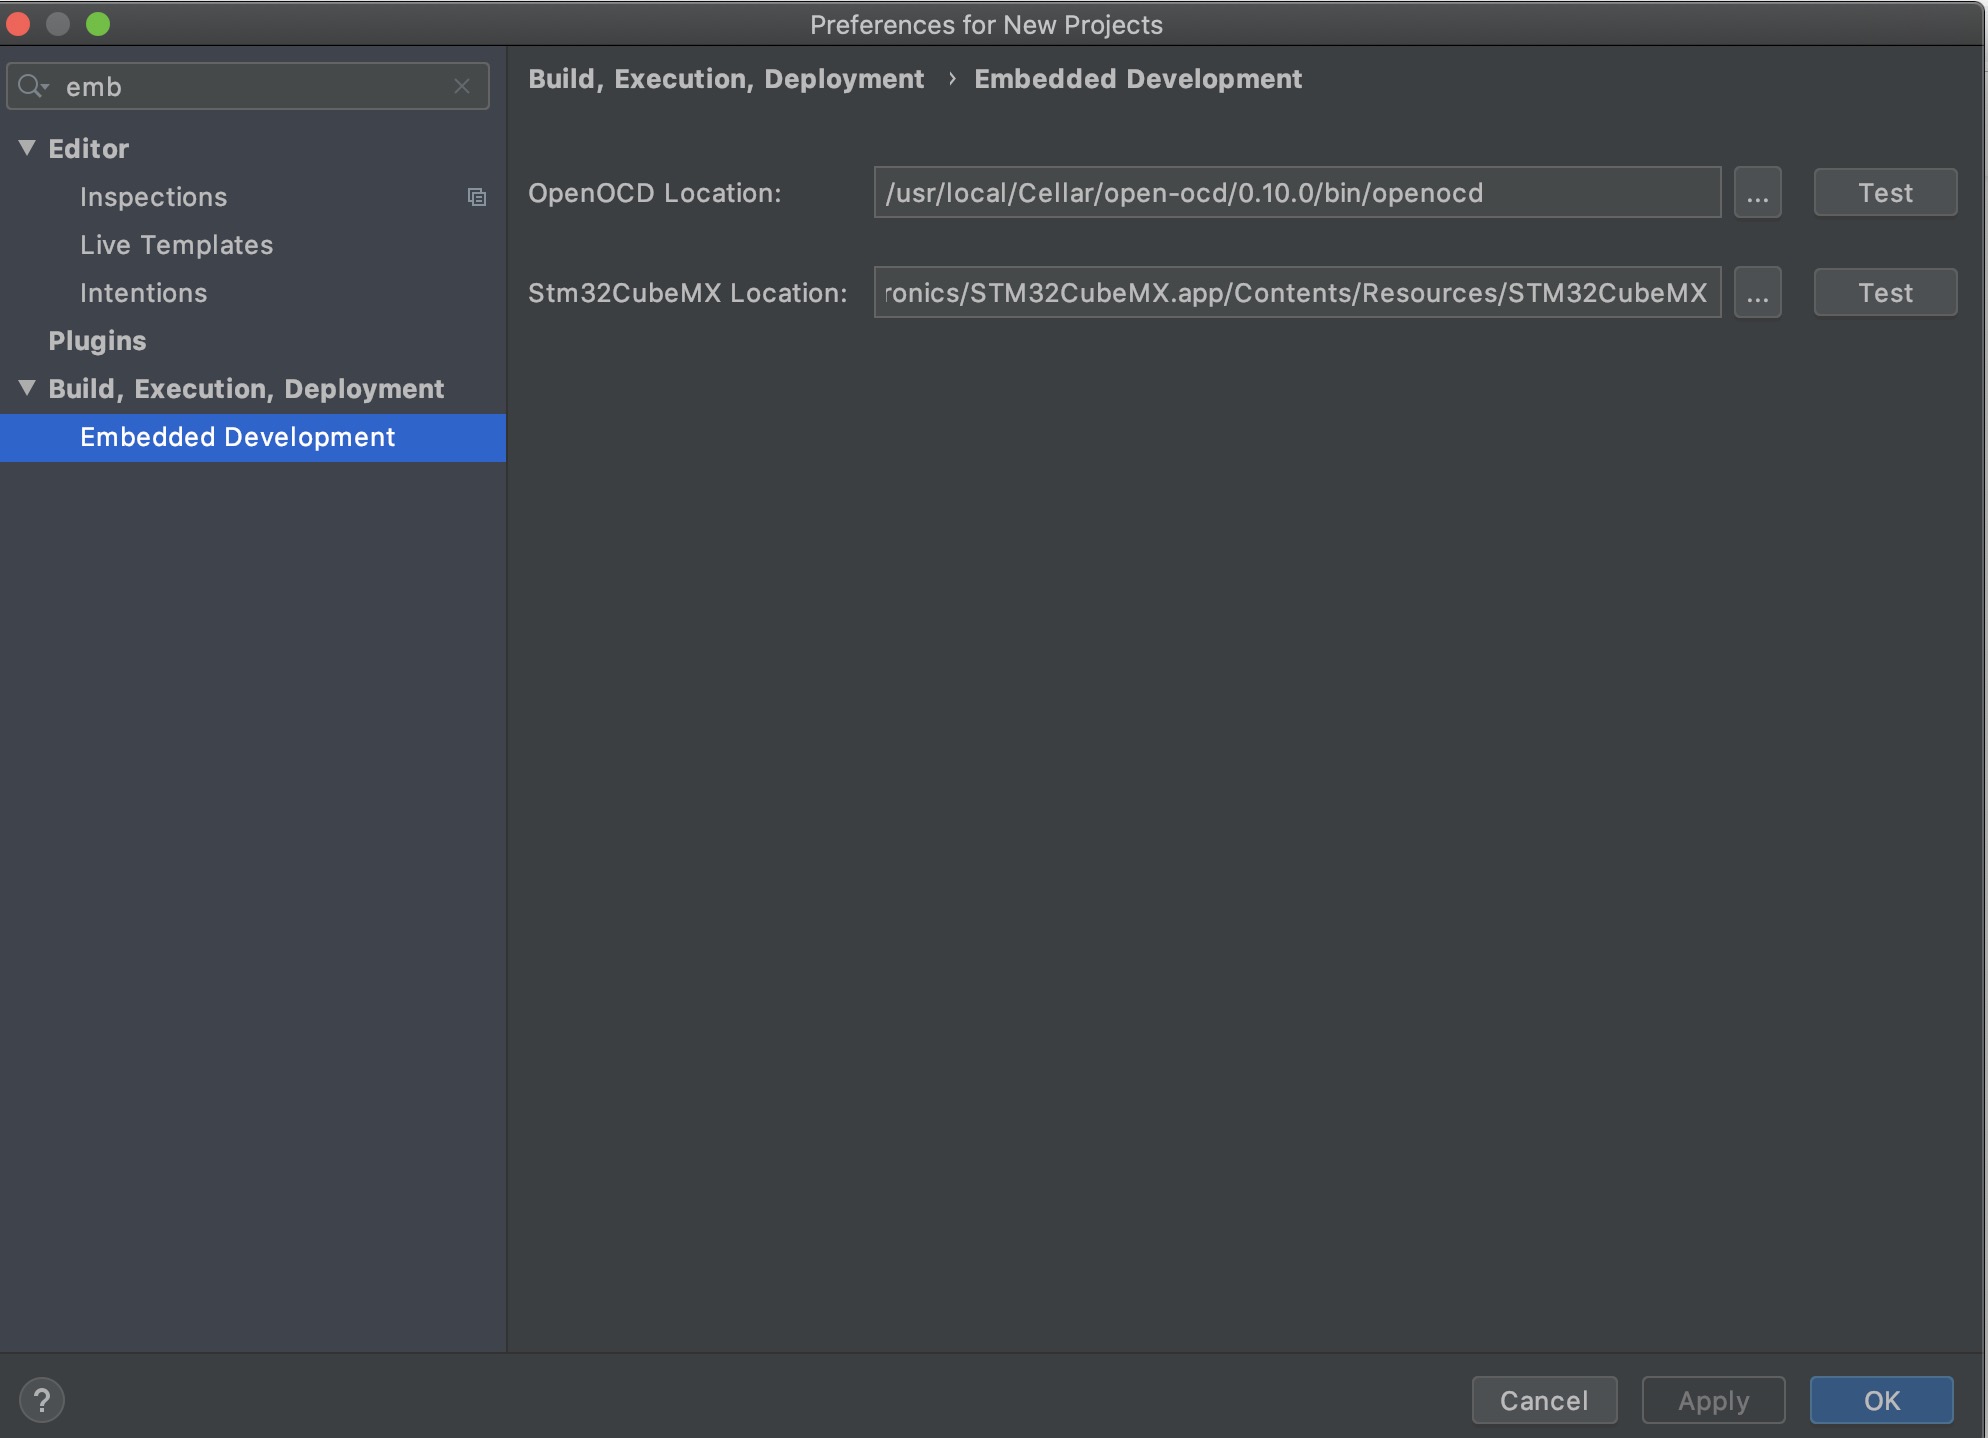 Preferences for New Projects
emb
Editor
Inspections
Live Templates
Intentions
Plugins
Build, Execution, Deployment
Embedded Development
Build, Execution, Deployment › Embedded Development
OpenOCD Location: /usr/local/Cellar/open-ocd/0.10.0/bin/openocd ... Test
Stm32CubeMX Location: ronics/STM32CubeMX.app/Contents/Resources/STM32CubeMX ... Test
? Cancel Apply OK